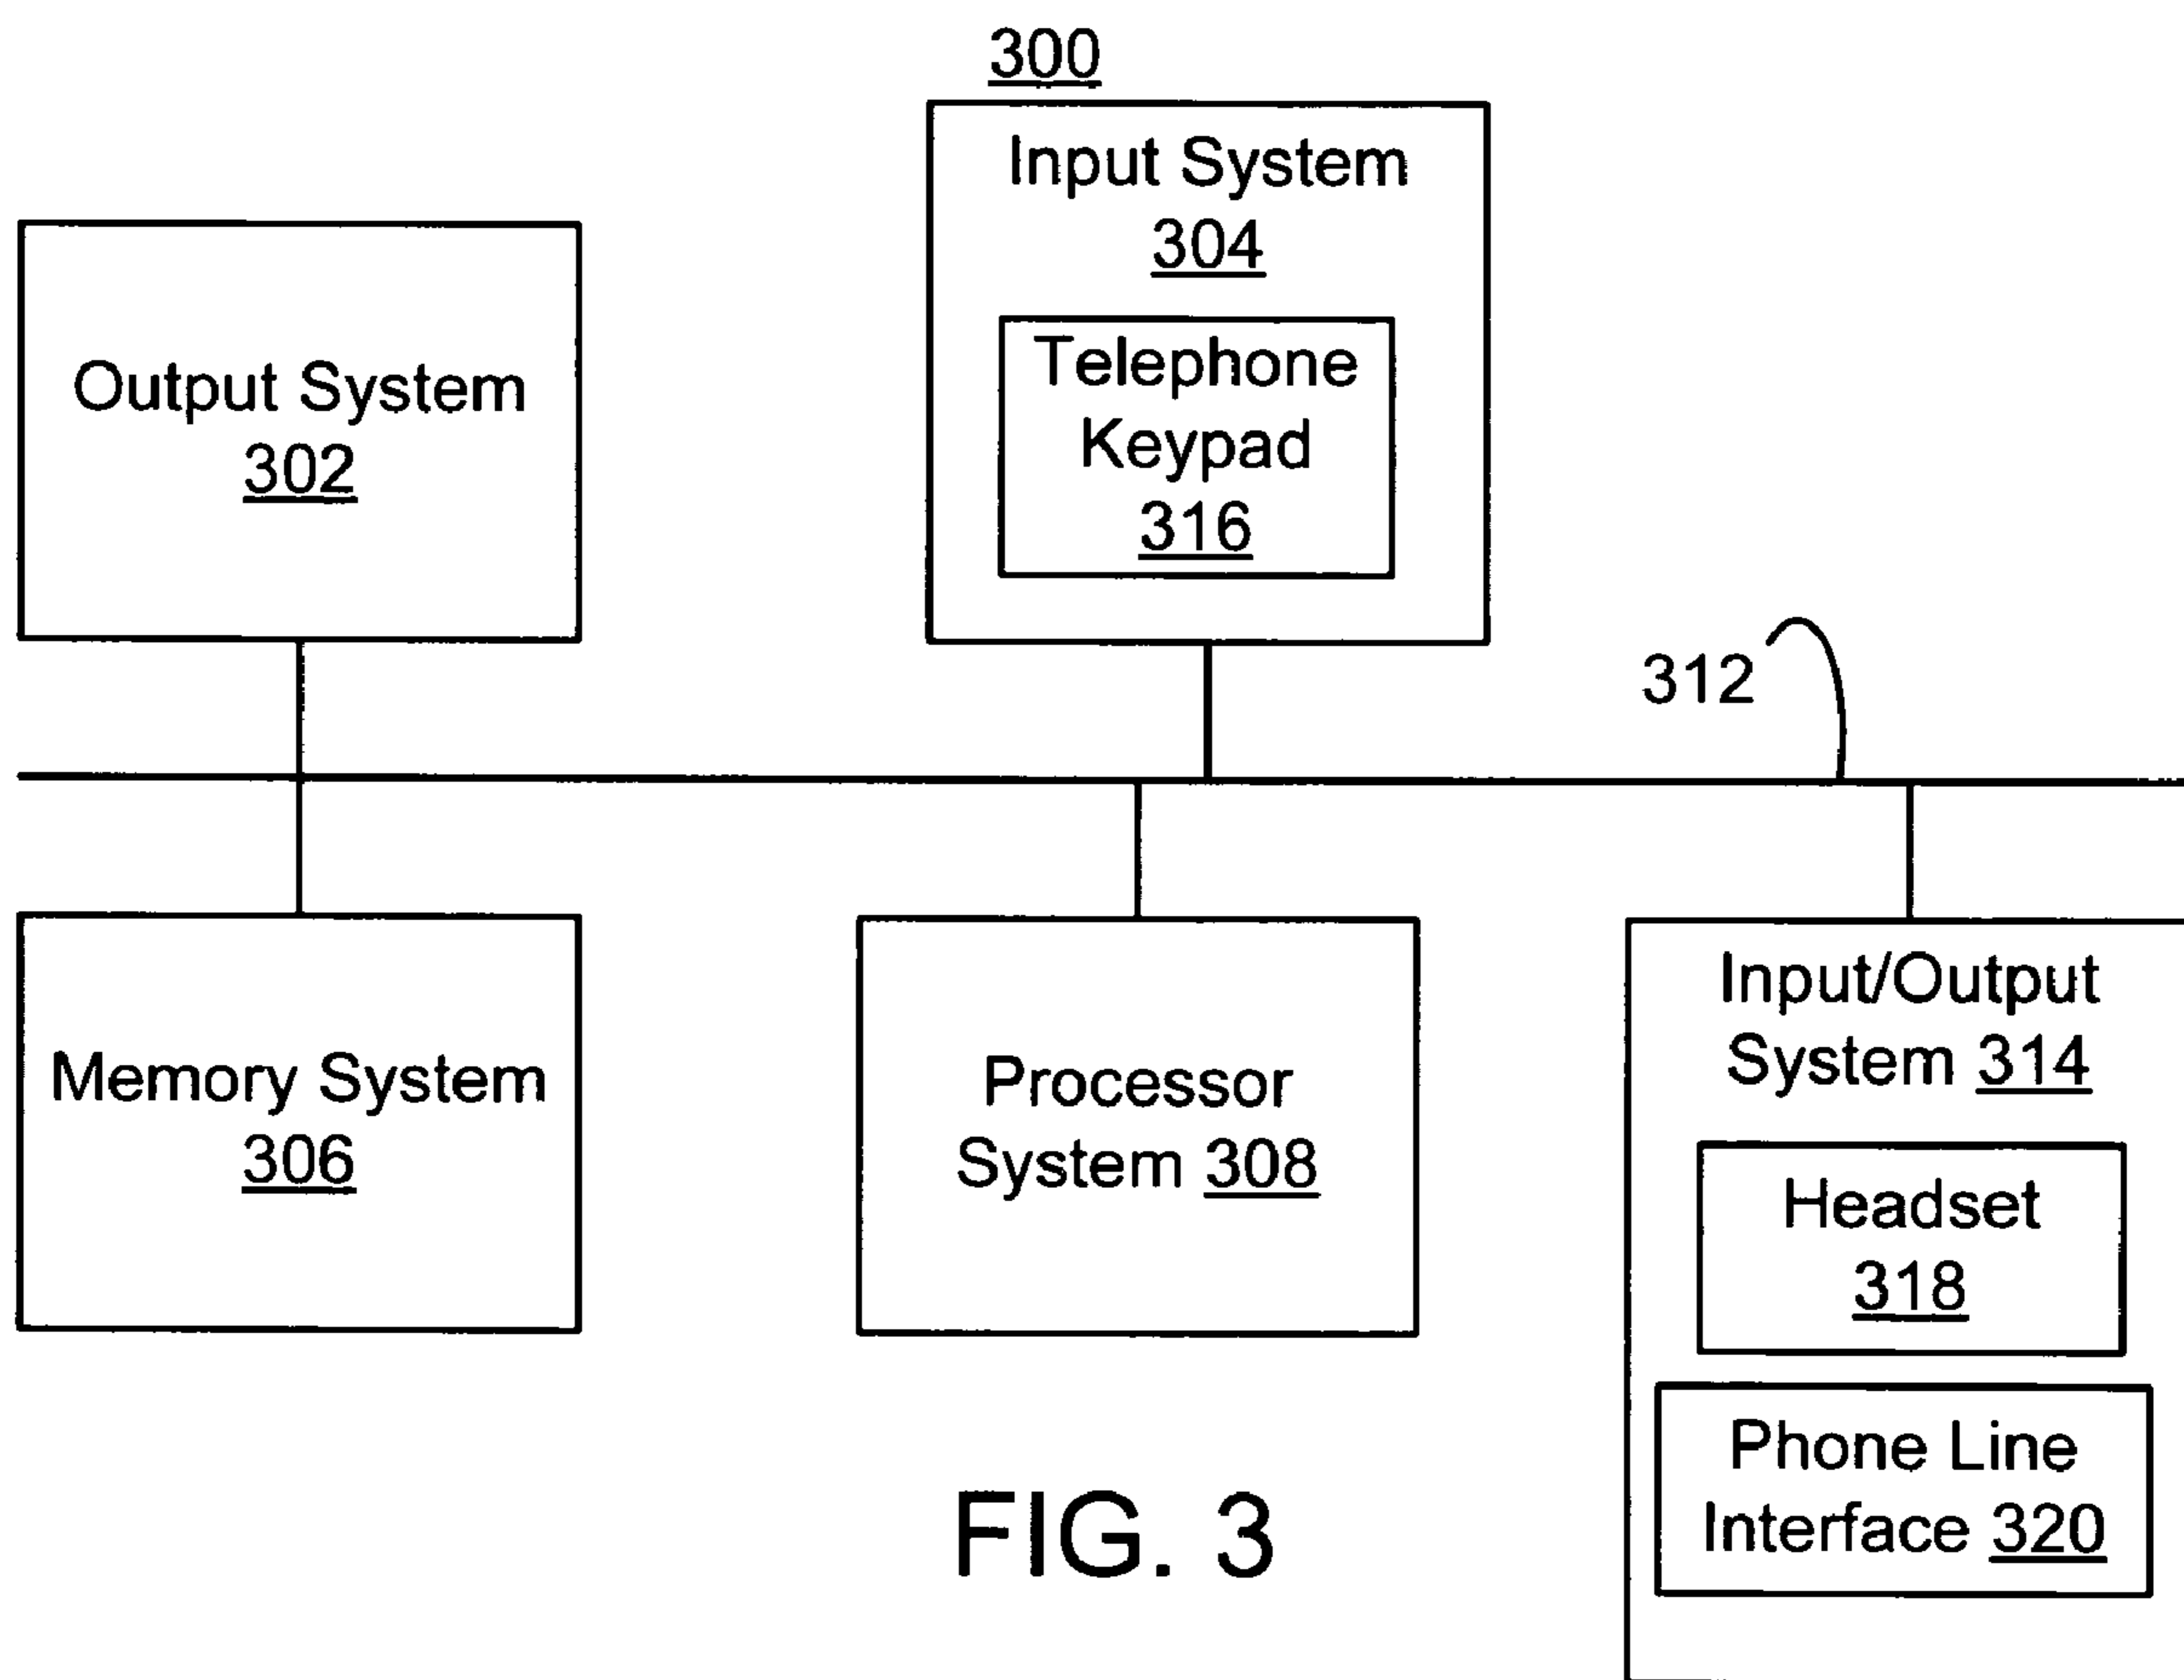 300
Input System
304
Telephone
Keypad
316
Output System
302
312
Memory System
306
Processor
System 308
Input/Output
System 314
Headset
318
Phone Line
Interface 320
FIG. 3